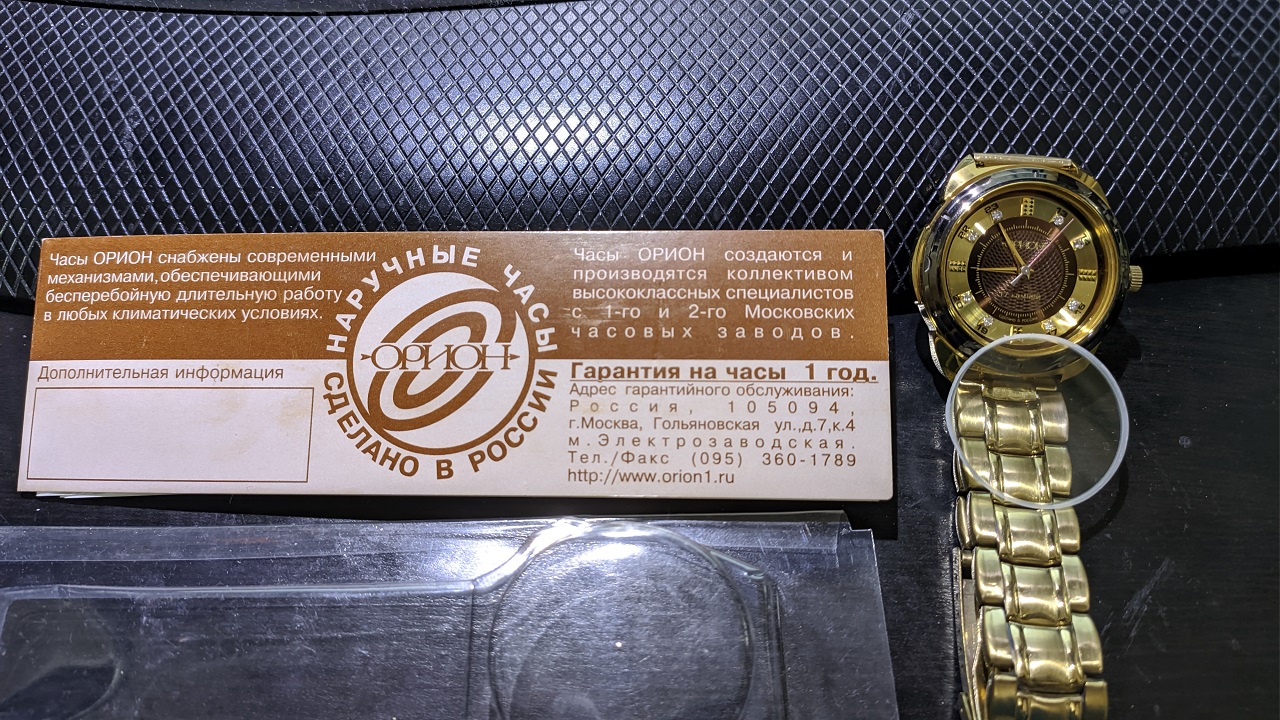 Часы ОРИОН снабжены современными
механизмами, обеспечивающими
бесперебойную длительную работу
в любых климатических условиях.
Дополнительная информация
НАРУЧНЫЕ ЧАСЫ
ОРИОН
СДЕЛАНО В РОССИИ
Часы ОРИОН создаются и
производятся коллективом
высококлассных специалистов
с 1-го и 2-го Московских
часовых заводов.
Гарантия на часы 1 год.
Адрес гарантийного обслуживания:
Россия, 105094,
г.Москва, Гольяновская ул.,д.7,к.4
м.Электрозаводская.
Тел./Факс (095) 360-1789
http://www.orion1.ru
ОРИОН